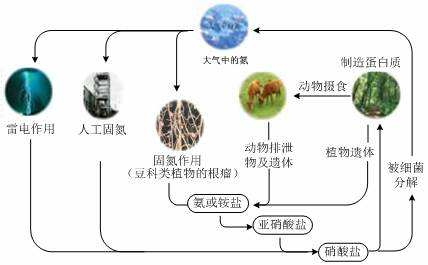 大气中的氮
制造蛋白质
动物摄食
雷电作用
人工固氮
固氮作用
(豆科类植物的根瘤)
动物排泄
物及遗体
植物遗体
被细菌
分解
氨或铵盐
亚硝酸盐
硝酸盐